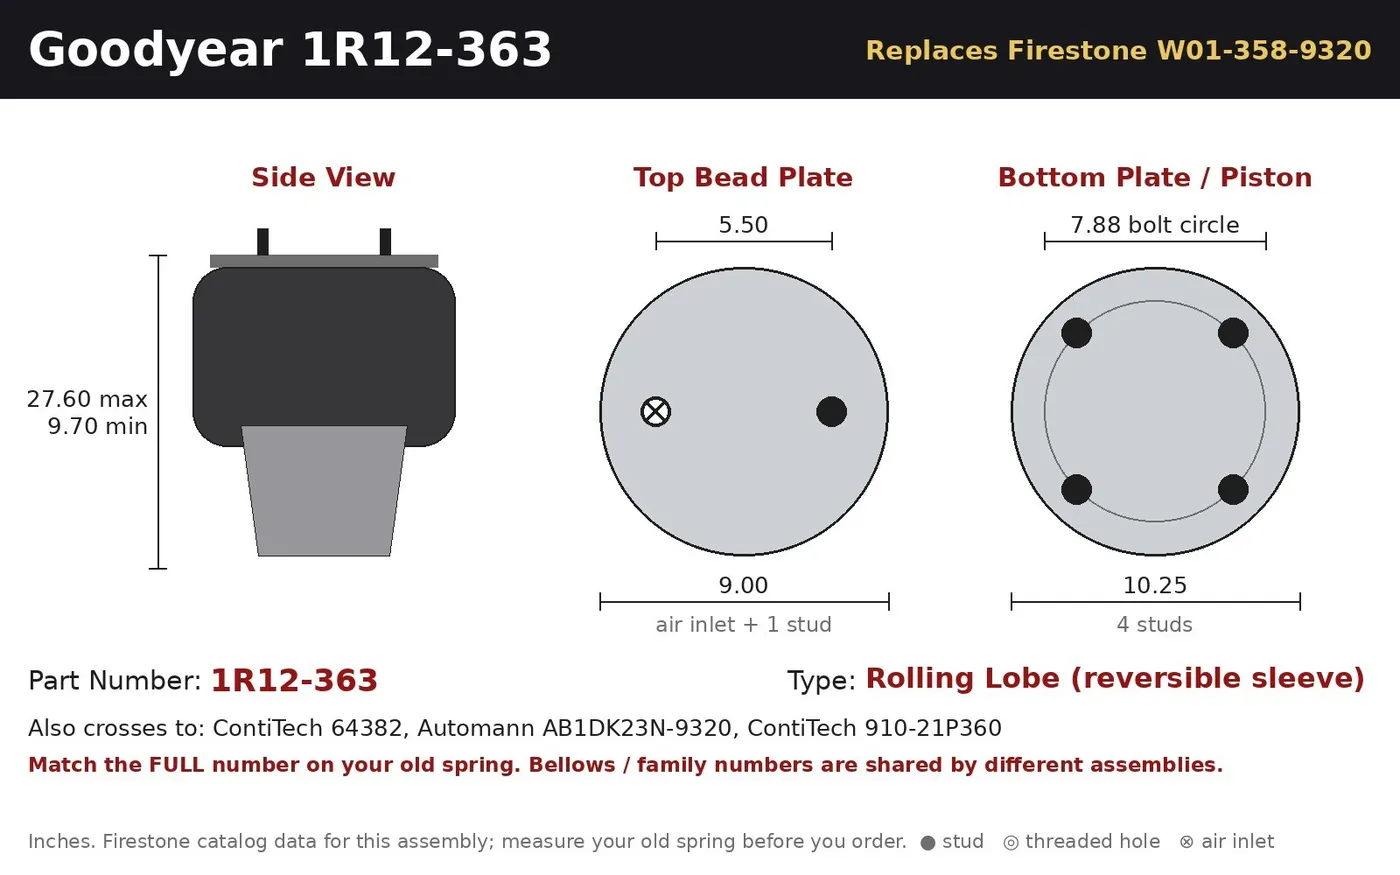 Goodyear 1R12-363
Replaces Firestone W01-358-9320
Side View
Top Bead Plate
Bottom Plate / Piston
5.50
7.88 bolt circle
27.60 max
9.70 min
9.00
10.25
air inlet + 1 stud
4 studs
Part Number: 1R12-363
Type: Rolling Lobe (reversible sleeve)
Also crosses to: ContiTech 64382, Automann AB1DK23N-9320, ContiTech 910-21P360
Match the FULL number on your old spring. Bellows / family numbers are shared by different assemblies.
Inches. Firestone catalog data for this assembly; measure your old spring before you order. ● stud ◎ threaded hole ⊗ air inlet